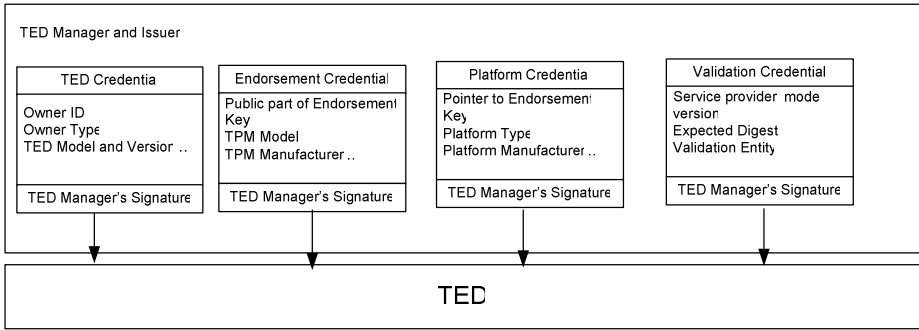 TED Manager and Issuer
TED Credentia
Owner ID
Owner Type
TED Model and Version ..
TED Manager's Signature
Endorsement Credential
Public part of Endorsement
Key
TPM Model
TPM Manufacturer ..
TED Manager's Signature
Platform Credentia
Pointer to Endorsement
Key
Platform Type
Platform Manufacturer ..
TED Manager's Signature
Validation Credential
Service provider mode
version
Expected Digest
Validation Entity
TED Manager's Signature
TED